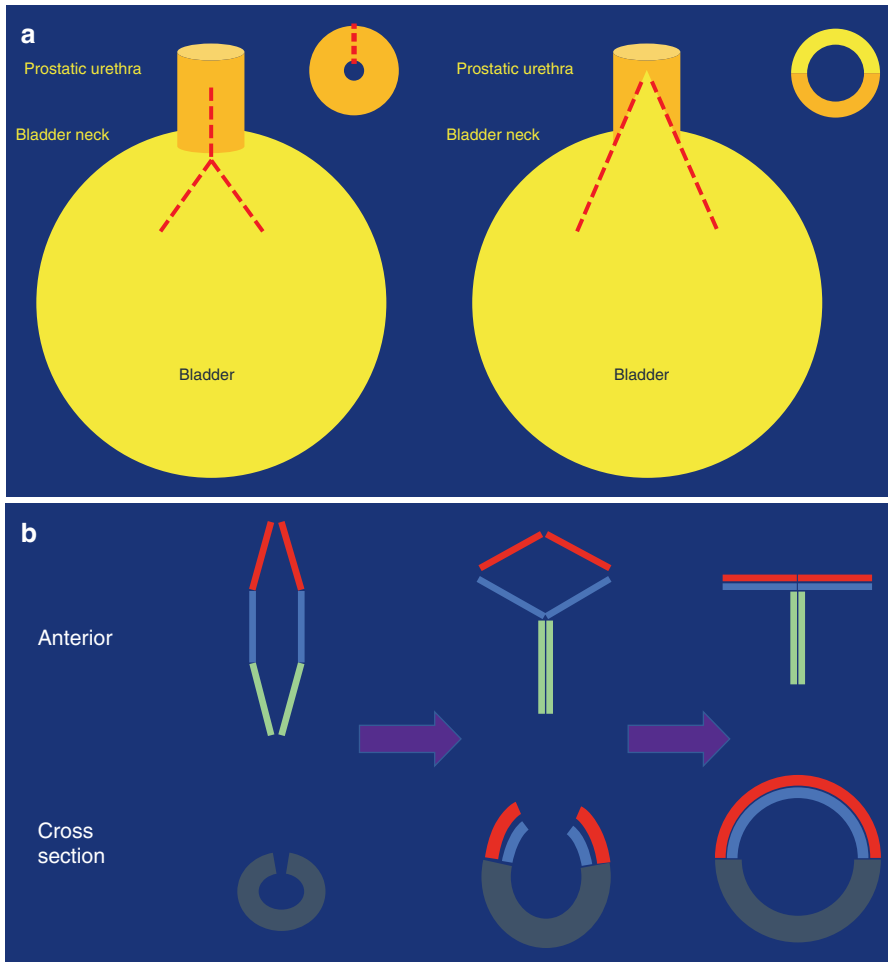 a
Prostatic urethra
Prostatic urethra
Bladder neck
Bladder neck
Bladder
Bladder
b
Anterior
Cross
section